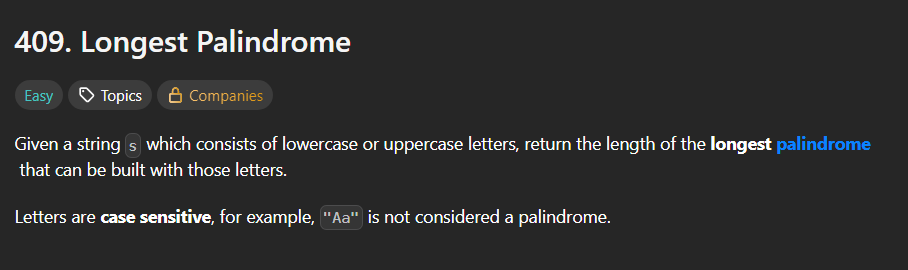 409. Longest Palindrome
Easy Topics Companies
Given a string s which consists of lowercase or uppercase letters, return the length of the longest palindrome
that can be built with those letters.
Letters are case sensitive, for example, "Aa" is not considered a palindrome.